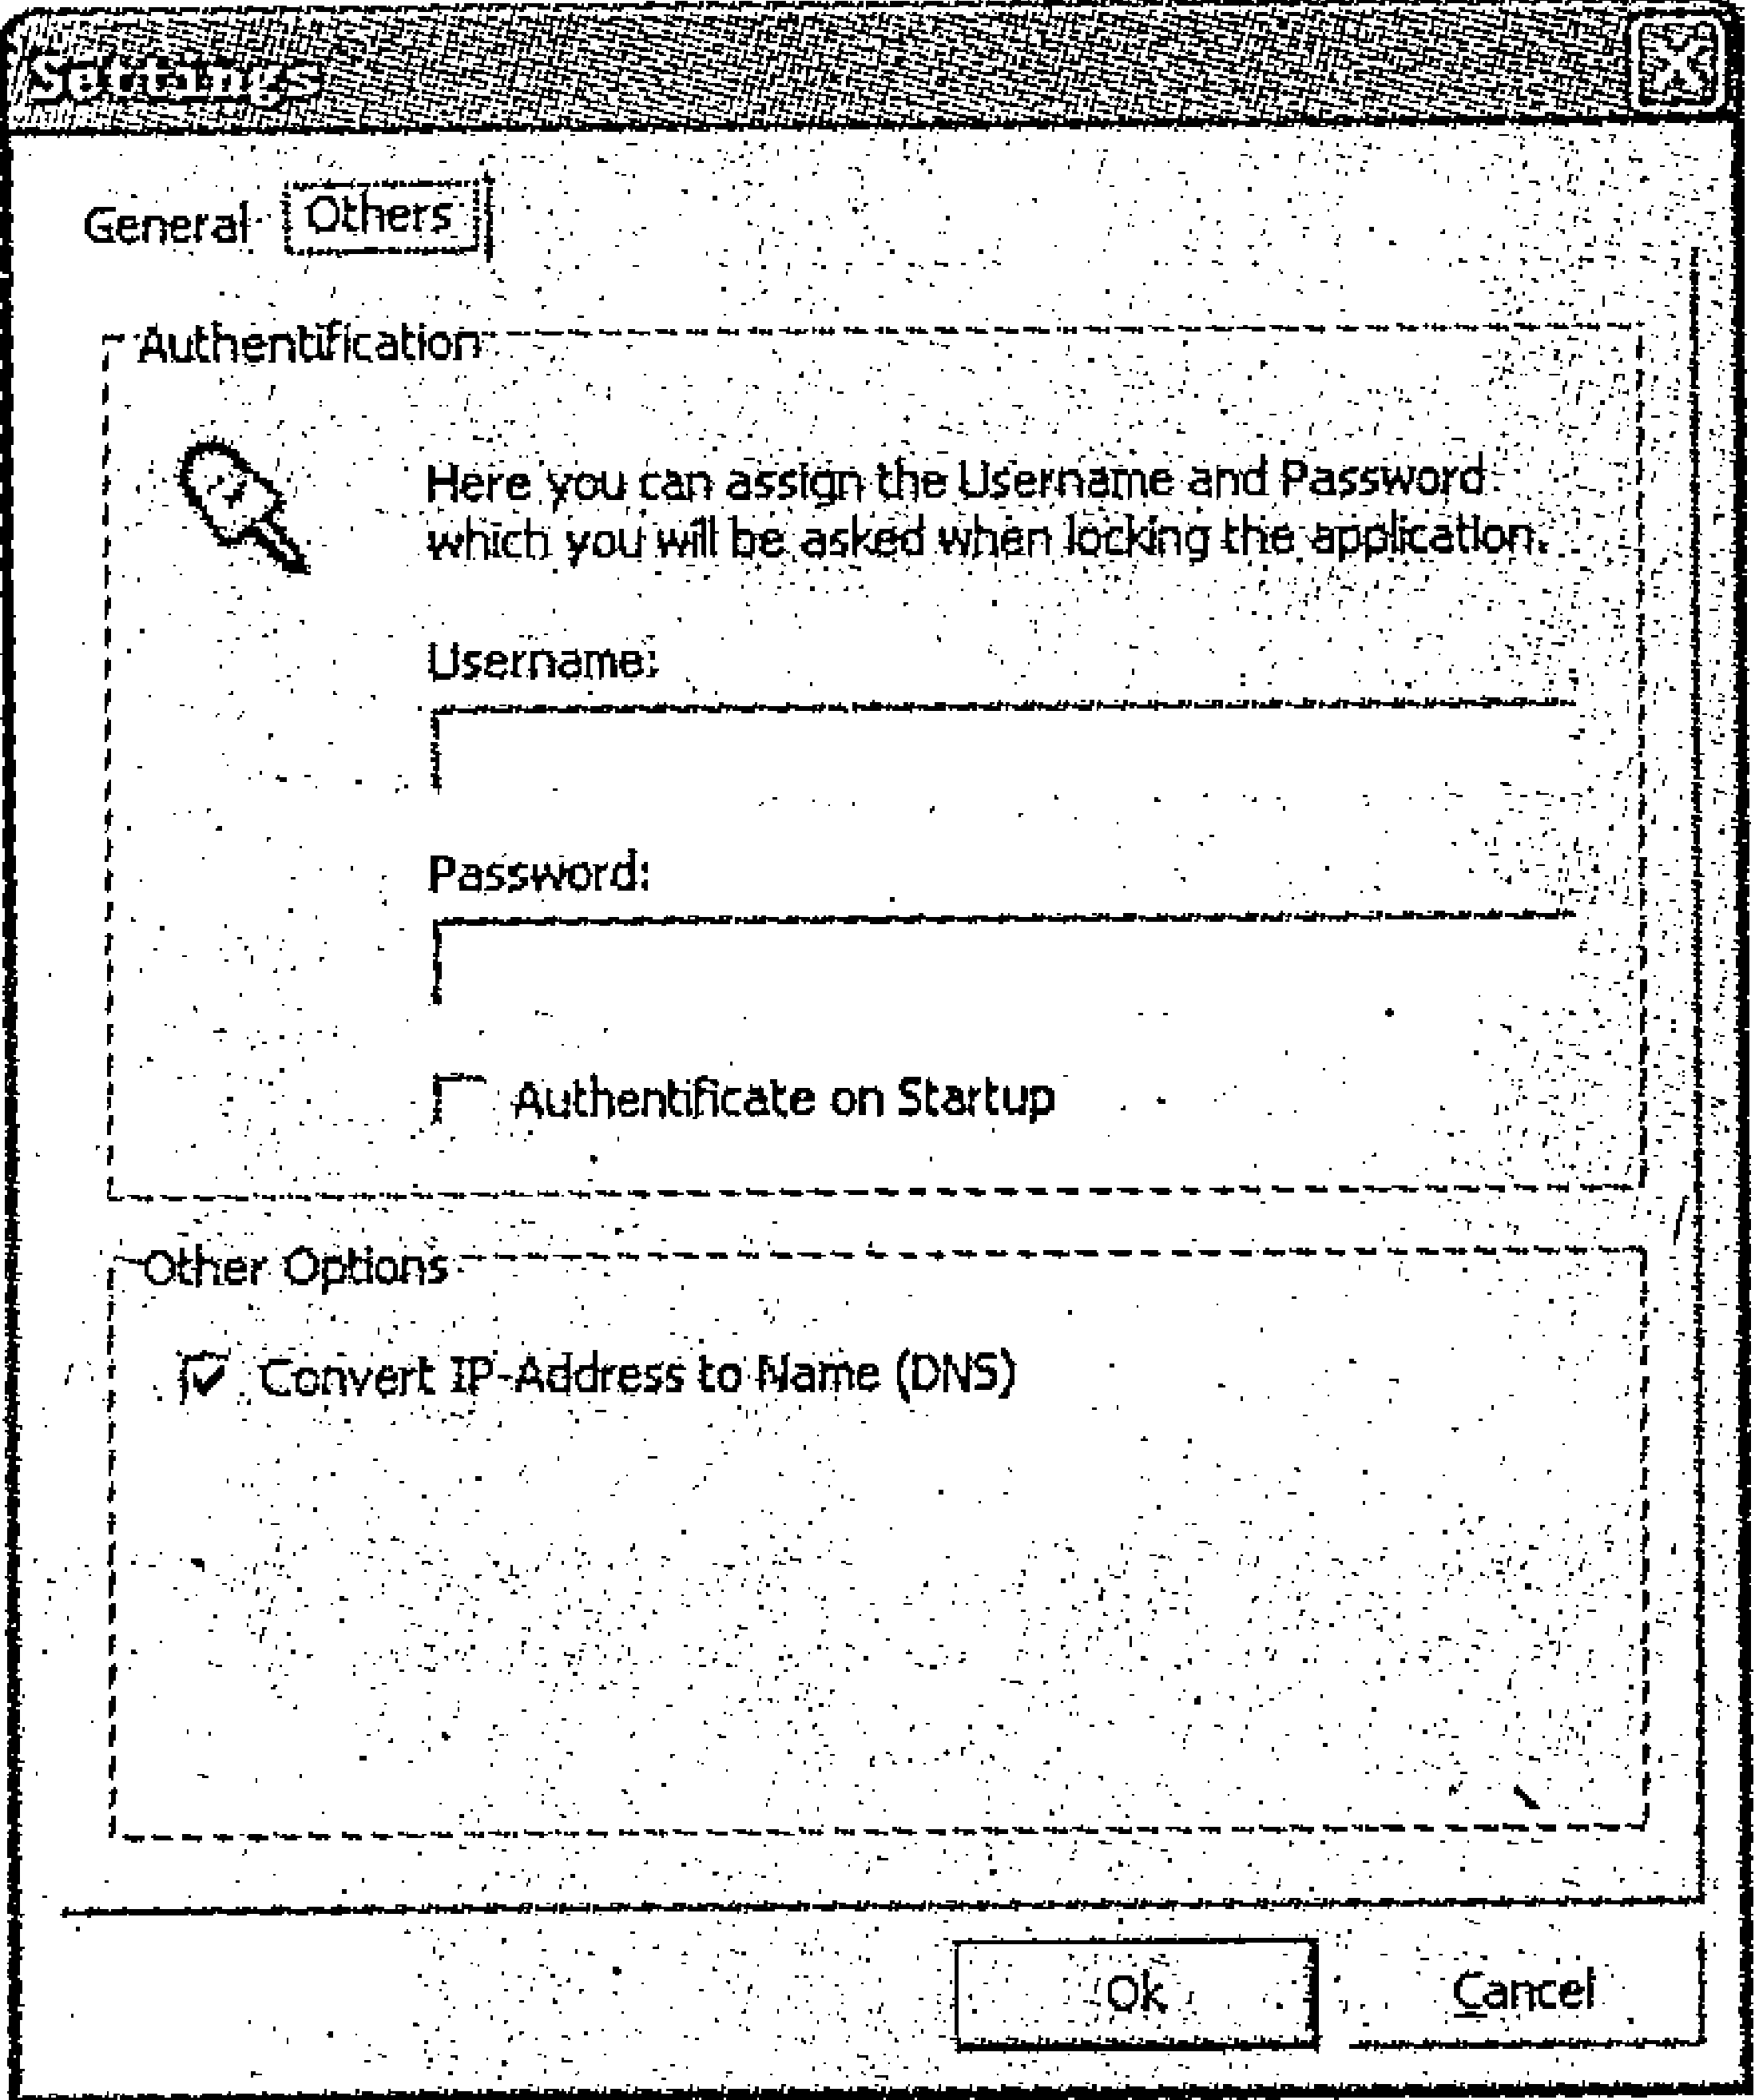 Settings
General
Others
Authentification
Here you can assign the Username and Password
which you will be asked when locking the application.
Username:
Password:
Authentificate on Startup
Other Options
Convert IP-Address to Name (DNS)
Ok
Cancel